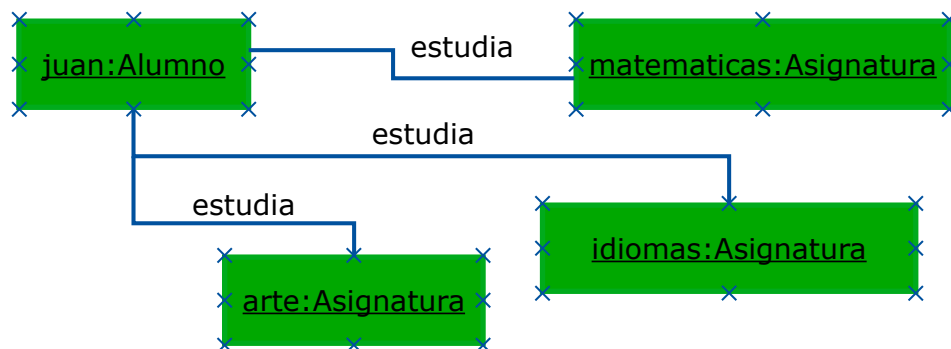 juan:Alumno
estudia
matematicas:Asignatura
estudia
estudia
idiomas:Asignatura
arte:Asignatura